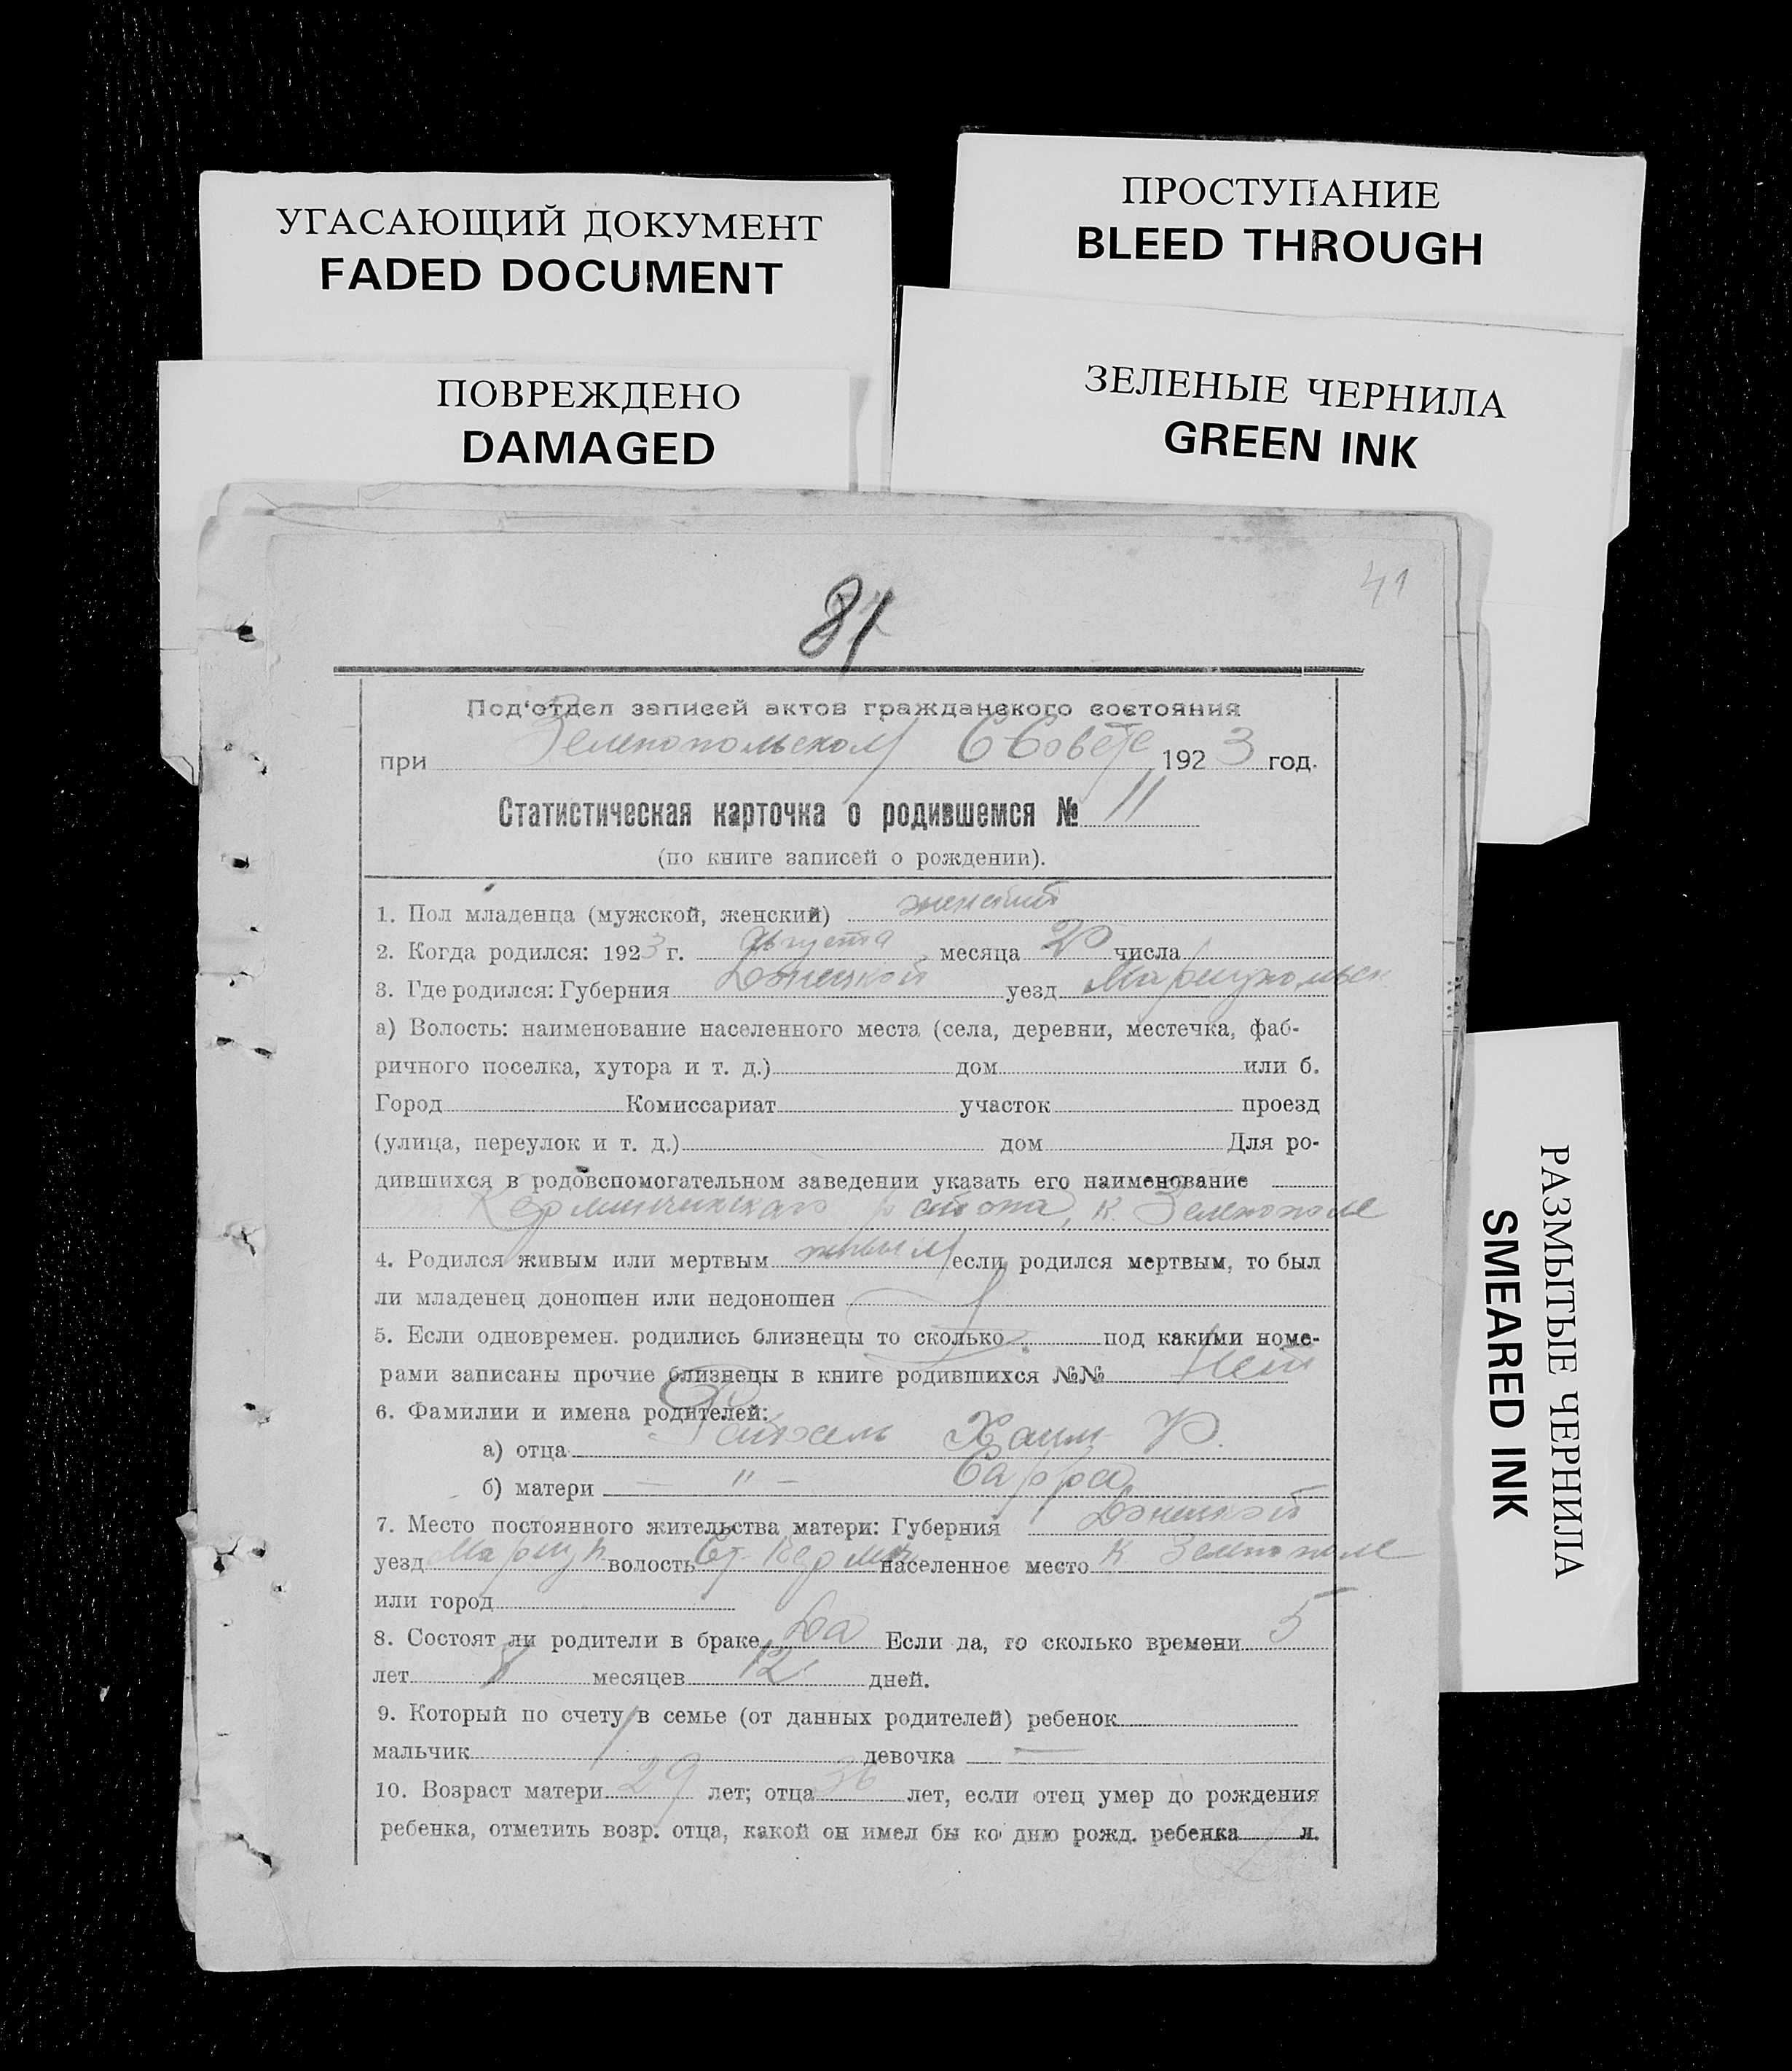 УГАСАЮЩИЙ ДОКУМЕНТ
FADED DOCUMENT
ПРОСТУПАНИЕ
BLEED THROUGH
ПОВРЕЖДЕНО
DAMAGED
ЗЕЛЕНЫЕ ЧЕРНИЛА
GREEN INK
81
41
Под'отдел записей актов гражданского состояния
при Зеленопольском С Совете 1923 год.
Статистическая карточка о родившемся № 11
(по книге записей о рождении).
1. Пол младенца (мужской, женский) женский
2. Когда родился: 1923 г. Августа месяца 20 числа
3. Где родился: Губерния Донецкой уезд Мариупольск
а) Волость: наименование населенного места (села, деревни, местечка, фаб-
ричного поселка, хутора и т. д.) дом или б.
Город Комиссариат участок проезд
(улица, переулок и т. д.) дом Для ро-
дившихся в родовспомогательном заведении указать его наименование
Керменчикского района, к. Зеленополе
4. Родился живым или мертвым живым если родился мертвым, то был
ли младенец доношен или недоношен
5. Если одновремен. родились близнецы то сколько под какими номе-
рами записаны прочие близнецы в книге родившихся №№ Нет
6. Фамилии и имена родителей:
а) отца Хаим
б) матери — " — Сарра
7. Место постоянного жительства матери: Губерния Донецкой
уезд Мариуп. волость Ст. Кермен населенное место к Зеленополе
или город
8. Состоят ли родители в браке Да Если да, то сколько времени 5
лет месяцев 12 дней.
9. Который по счету в семье (от данных родителей) ребенок
мальчик 1 девочка —
10. Возраст матери 29 лет; отца 36 лет, если отец умер до рождения
ребенка, отметить возр. отца, какой он имел бы ко дню рожд. ребенка л.
РАЗМЫТЫЕ ЧЕРНИЛА
SMEARED INK